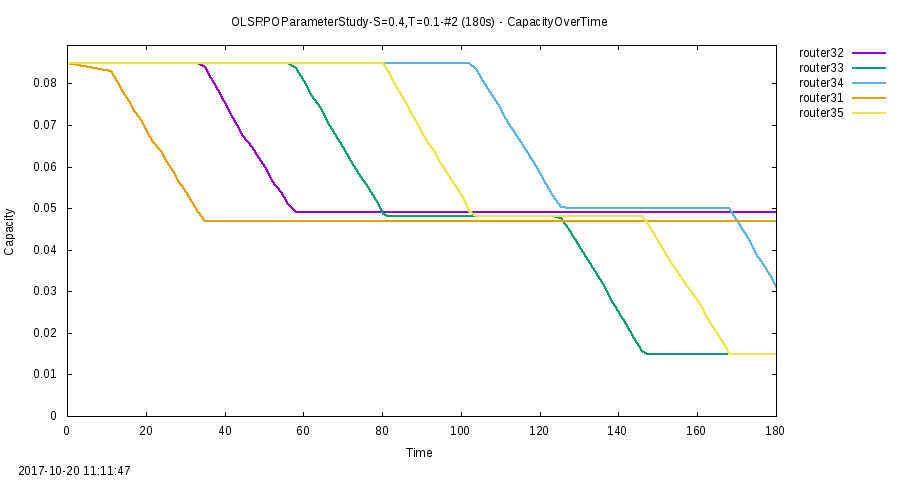 OLSRPOParameterStudy-S=0.4,T=0.1-#2 (180s) - CapacityOverTime
router32
router33
router34
router31
router35
Capacity
0.08
0.07
0.06
0.05
0.04
0.03
0.02
0.01
0
0 20 40 60 80 100 120 140 160 180
Time
2017-10-20 11:11:47